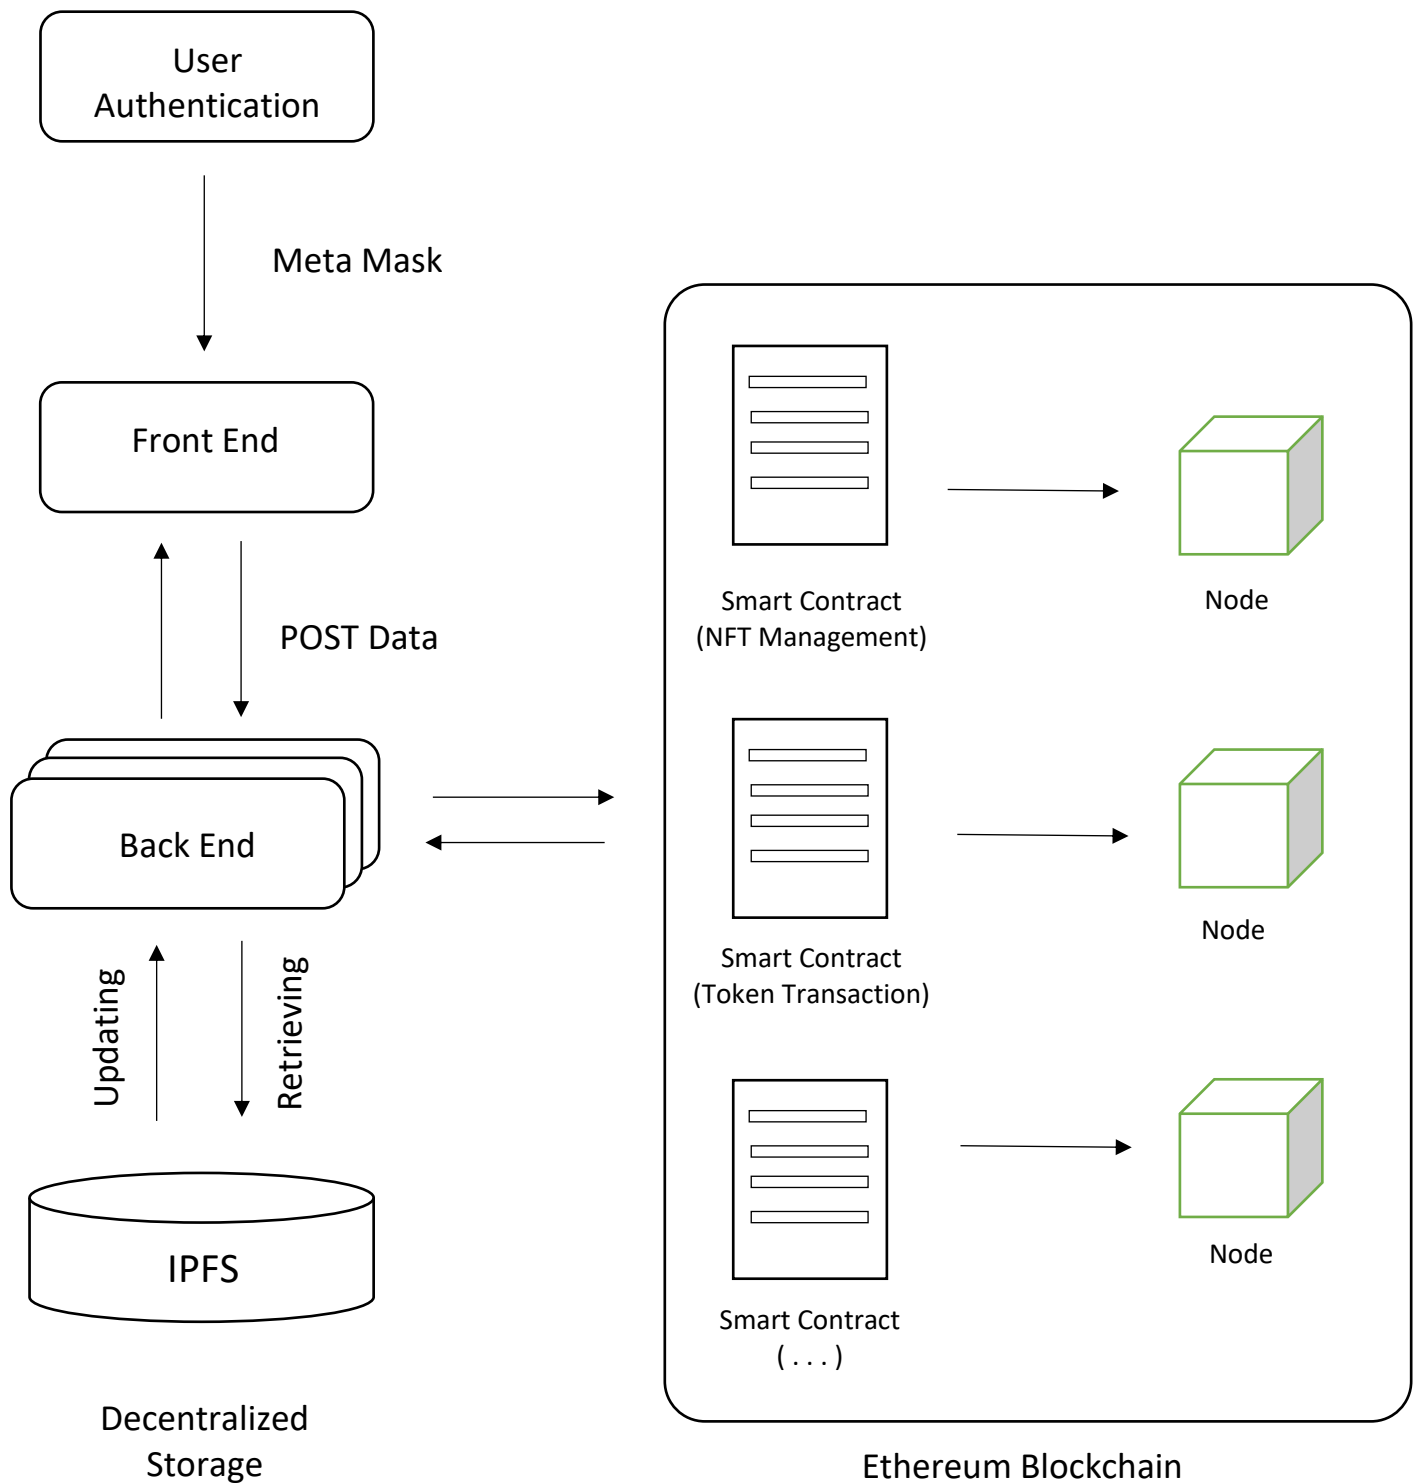 User
Authentication
Meta Mask
Front End
POST Data
Back End
Updating
Retrieving
IPFS
Decentralized
Storage
Smart Contract
(NFT Management)
Node
Smart Contract
(Token Transaction)
Node
Smart Contract
( . . . )
Node
Ethereum Blockchain